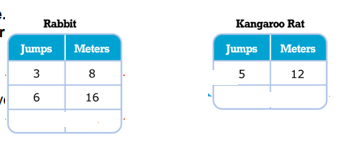 Rabbit
Kangaroo Rat
Jumps Meters
Jumps Meters
3 8
5 12
6 16